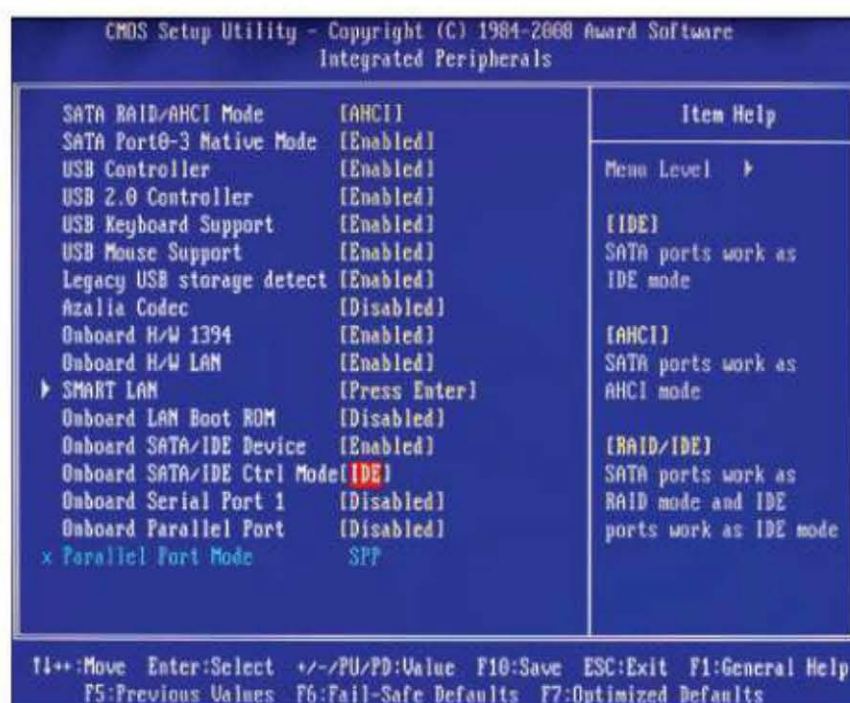 CMOS Setup Utility - Copyright (C) 1984-2008 Award Software
Integrated Peripherals
SATA RAID/AHCI Mode [AHCI]
SATA Port0-3 Native Mode [Enabled]
USB Controller [Enabled]
USB 2.0 Controller [Enabled]
USB Keyboard Support [Enabled]
USB Mouse Support [Enabled]
Legacy USB storage detect [Enabled]
Azalia Codec [Disabled]
Onboard H/W 1394 [Enabled]
Onboard H/W LAN [Enabled]
SMART LAN [Press Enter]
Onboard LAN Boot ROM [Disabled]
Onboard SATA/IDE Device [Enabled]
Onboard SATA/IDE Ctrl Mode[IDE]
Onboard Serial Port 1 [Disabled]
Onboard Parallel Port [Disabled]
x Parallel Port Mode SPP
Item Help
Menu Level
[IDE]
SATA ports work as
IDE mode
[AHCI]
SATA ports work as
AHCI mode
[RAID/IDE]
SATA ports work as
RAID mode and IDE
ports work as IDE mode
↑↓→←:Move Enter:Select +/-/PU/PD:Value F10:Save ESC:Exit F1:General Help
F5:Previous Values F6:Fail-Safe Defaults F7:Optimized Defaults